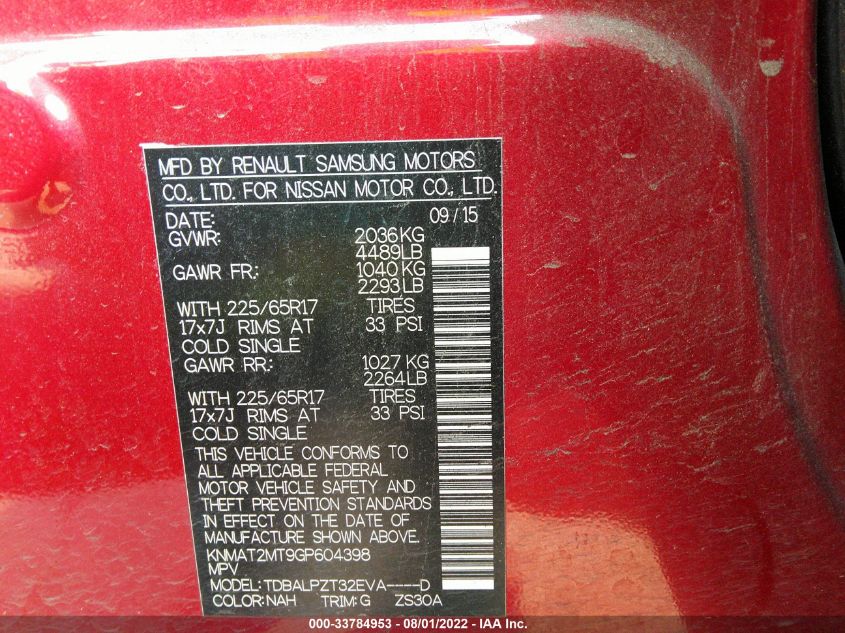 MFD BY RENAULT SAMSUNG MOTORS
CO., LTD. FOR NISSAN MOTOR CO., LTD.
DATE: 09/15
GVWR: 2036KG
4489LB
GAWR FR.: 1040KG
2293LB
WITH 225/65R17 TIRES
17x7J RIMS AT 33 PSI
COLD SINGLE
GAWR RR.: 1027KG
2264LB
WITH 225/65R17 TIRES
17x7J RIMS AT 33 PSI
COLD SINGLE
THIS VEHICLE CONFORMS TO
ALL APPLICABLE FEDERAL
MOTOR VEHICLE SAFETY AND
THEFT PREVENTION STANDARDS
IN EFFECT ON THE DATE OF
MANUFACTURE SHOWN ABOVE.
KNMAT2MT9GP604398
MPV
MODEL: TDBALPZT32EVA----D
COLOR: NAH TRIM: G ZS30A
000-33784953 - 08/01/2022 - IAA Inc.